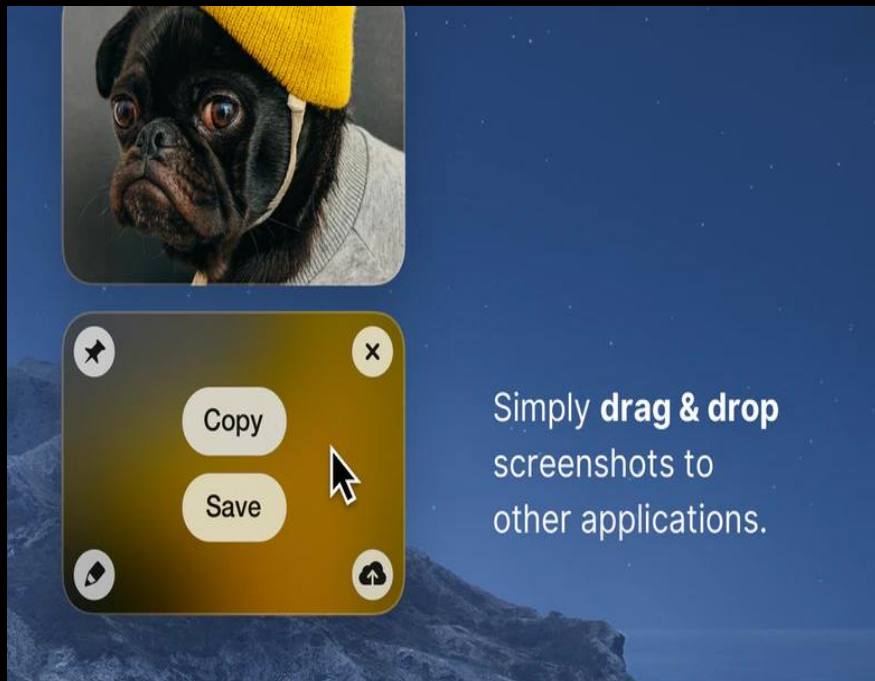 Copy
Save
Simply drag & drop
screenshots to
other applications.